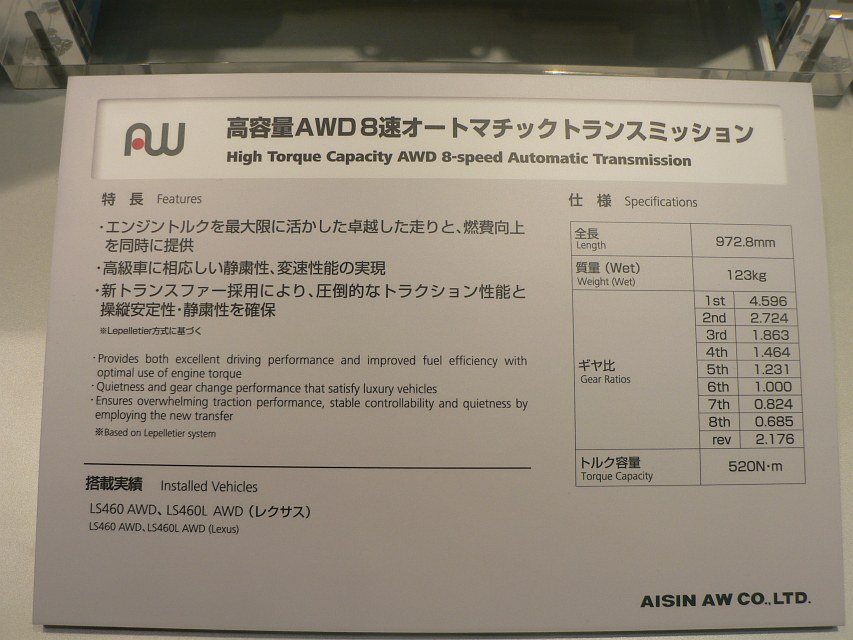 AW
高容量AWD8速オートマチックトランスミッション
High Torque Capacity AWD 8-speed Automatic Transmission
特 長 Features
・エンジントルクを最大限に活かした卓越した走りと、燃費向上
を同時に提供
・高級車に相応しい静粛性、変速性能の実現
・新トランスファー採用により、圧倒的なトラクション性能と
操縦安定性・静粛性を確保
※Lepelletier方式に基づく
・Provides both excellent driving performance and improved fuel efficiency with
optimal use of engine torque
・Quietness and gear change performance that satisfy luxury vehicles
・Ensures overwhelming traction performance, stable controllability and quietness by
employing the new transfer
※Based on Lepelletier system
搭載実績 Installed Vehicles
LS460 AWD、LS460L AWD（レクサス）
LS460 AWD、LS460L AWD (Lexus)
仕 様 Specifications
全長
Length
972.8mm
質量（Wet）
Weight (Wet)
123kg
ギヤ比
Gear Ratios
1st 4.596
2nd 2.724
3rd 1.863
4th 1.464
5th 1.231
6th 1.000
7th 0.824
8th 0.685
rev 2.176
トルク容量
Torque Capacity
520N・m
AISIN AW CO.,LTD.